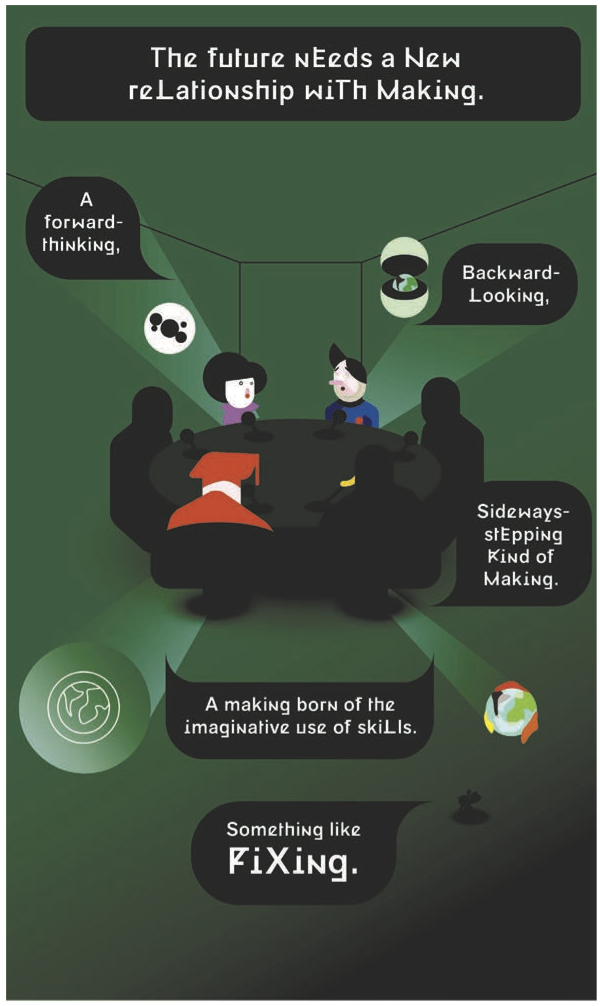 The future nEeds a New
reLationship wiTh Making.
A
forward-
thinking,
Backward-
Looking,
Sideways-
stEpping
Kind of
Making.
A making born of the
imaginative use of skiLls.
Something like
FiXing.